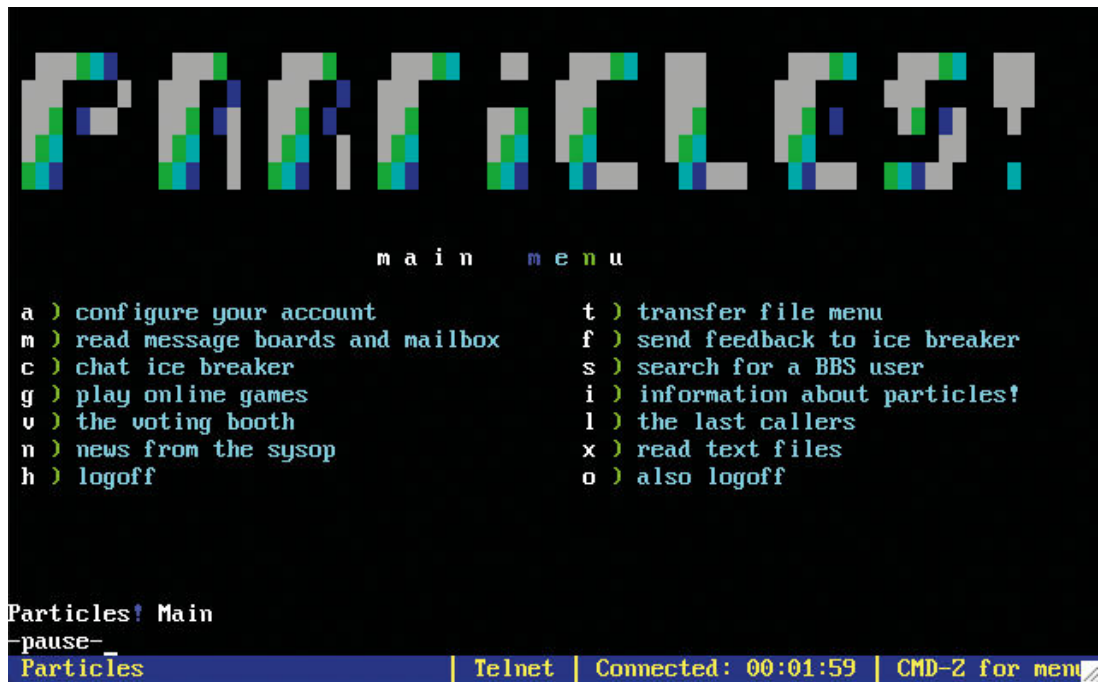 PARTiCLES!
main menu
a ) configure your account t ) transfer file menu
m ) read message boards and mailbox f ) send feedback to ice breaker
c ) chat ice breaker s ) search for a BBS user
g ) play online games i ) information about particles!
v ) the voting booth l ) the last callers
n ) news from the sysop x ) read text files
h ) logoff o ) also logoff
Particles! Main
-pause-_
Particles | Telnet | Connected: 00:01:59 | CMD-Z for menu